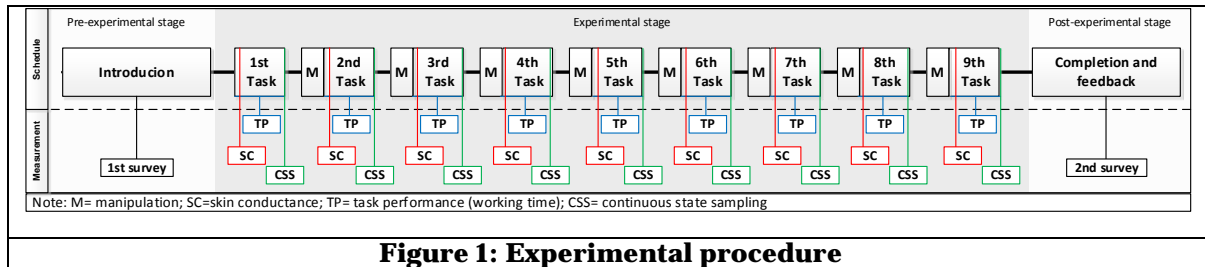 Pre-experimental stage Experimental stage Post-experimental stage
Schedule
Introducion
1st Task
M 2nd Task
M 3rd Task
M 4th Task
M 5th Task
M 6th Task
M 7th Task
M 8th Task
M 9th Task
Completion and feedback
Measurement
TP TP TP TP TP TP TP TP TP
SC SC SC SC SC SC SC SC SC
1st survey 2nd survey
CSS CSS CSS CSS CSS CSS CSS CSS CSS
Note: M= manipulation; SC=skin conductance; TP= task performance (working time); CSS= continuous state sampling
Figure 1: Experimental procedure